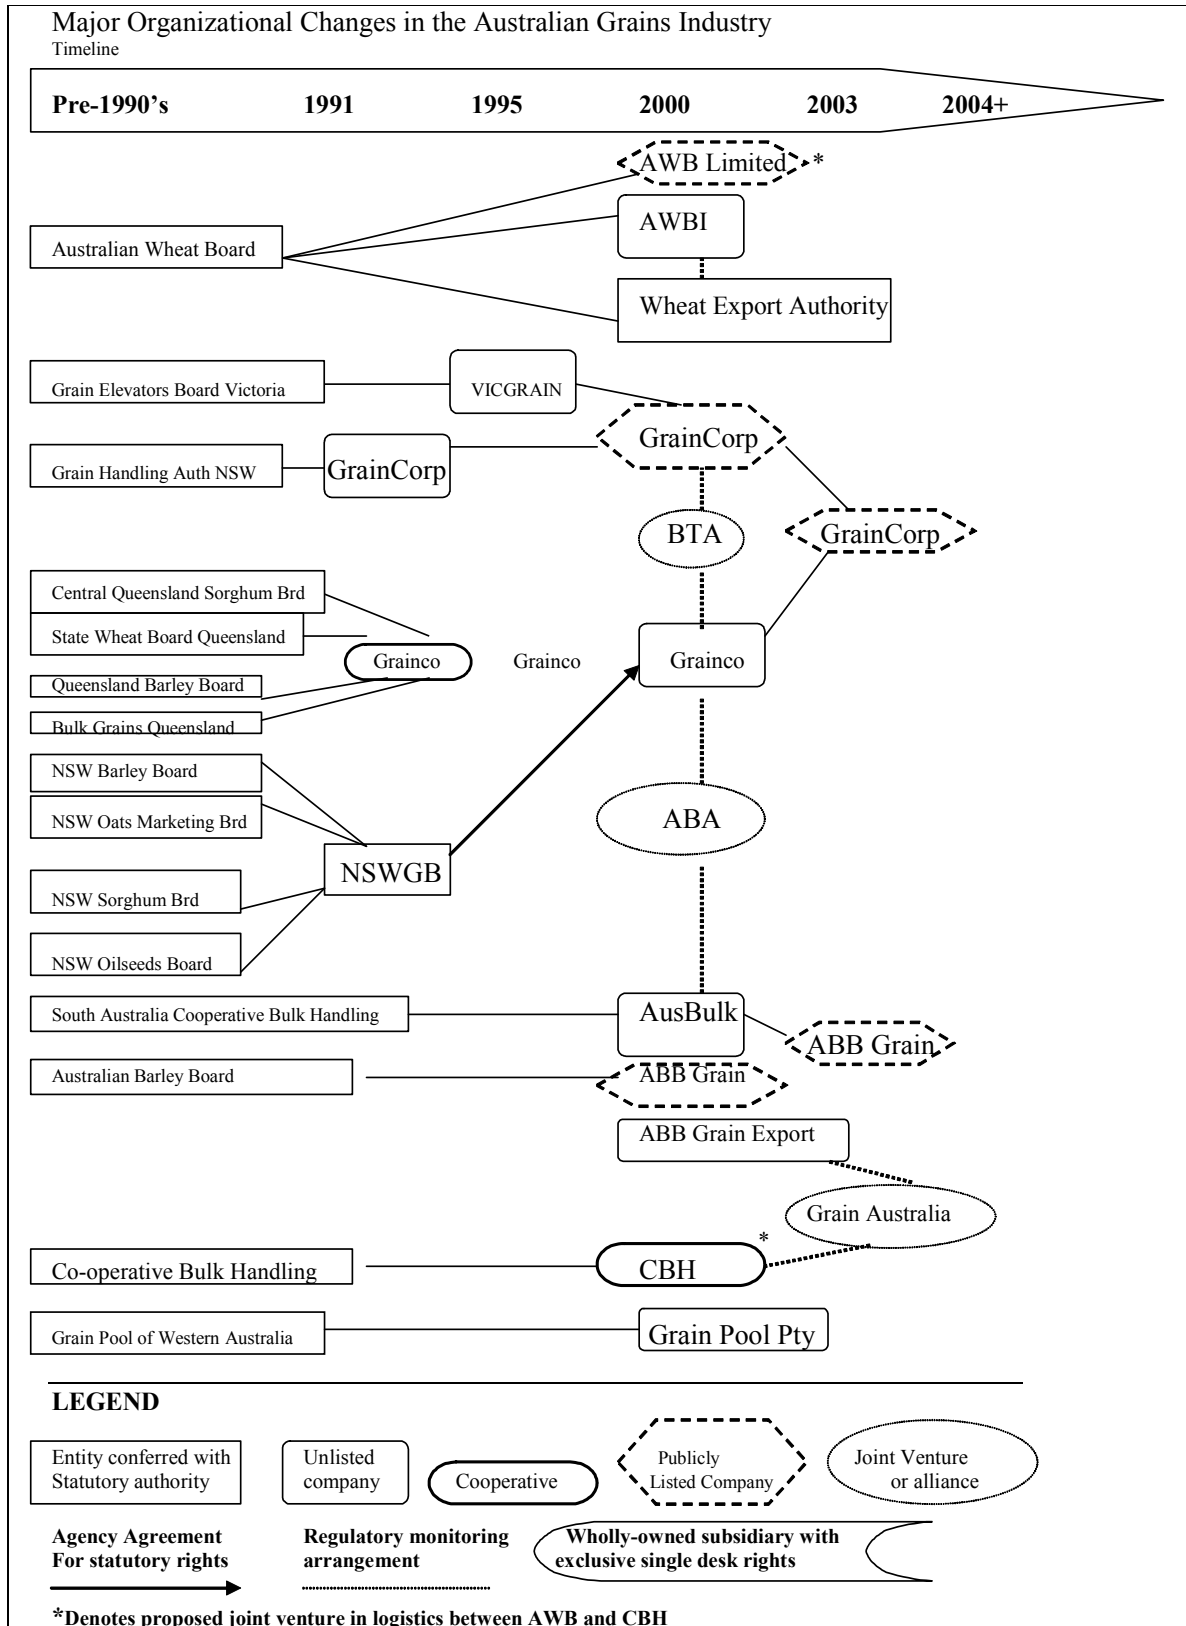 Major Organizational Changes in the Australian Grains Industry
Timeline
Pre-1990's 1991 1995 2000 2003 2004+
AWB Limited *
AWBI
Australian Wheat Board
Wheat Export Authority
Grain Elevators Board Victoria
VICGRAIN
GrainCorp
Grain Handling Auth NSW
GrainCorp
BTA
GrainCorp
Central Queensland Sorghum Brd
State Wheat Board Queensland
Grainco
Grainco
Grainco
Queensland Barley Board
Bulk Grains Queensland
NSW Barley Board
NSW Oats Marketing Brd
ABA
NSWGB
NSW Sorghum Brd
NSW Oilseeds Board
South Australia Cooperative Bulk Handling
AusBulk
ABB Grain
Australian Barley Board
ABB Grain
ABB Grain Export
Grain Australia
*
Co-operative Bulk Handling
CBH
Grain Pool of Western Australia
Grain Pool Pty
LEGEND
Entity conferred with
Statutory authority
Unlisted
company
Cooperative
Publicly
Listed Company
Joint Venture
or alliance
Agency Agreement
For statutory rights
Regulatory monitoring
arrangement
Wholly-owned subsidiary with
exclusive single desk rights
*Denotes proposed joint venture in logistics between AWB and CBH